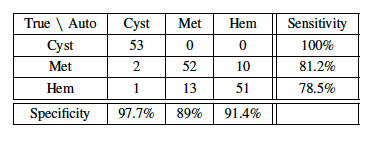 True \ Auto Cyst Met Hem Sensitivity
Cyst 53 0 0 100%
Met 2 52 10 81.2%
Hem 1 13 51 78.5%
Specificity 97.7% 89% 91.4%